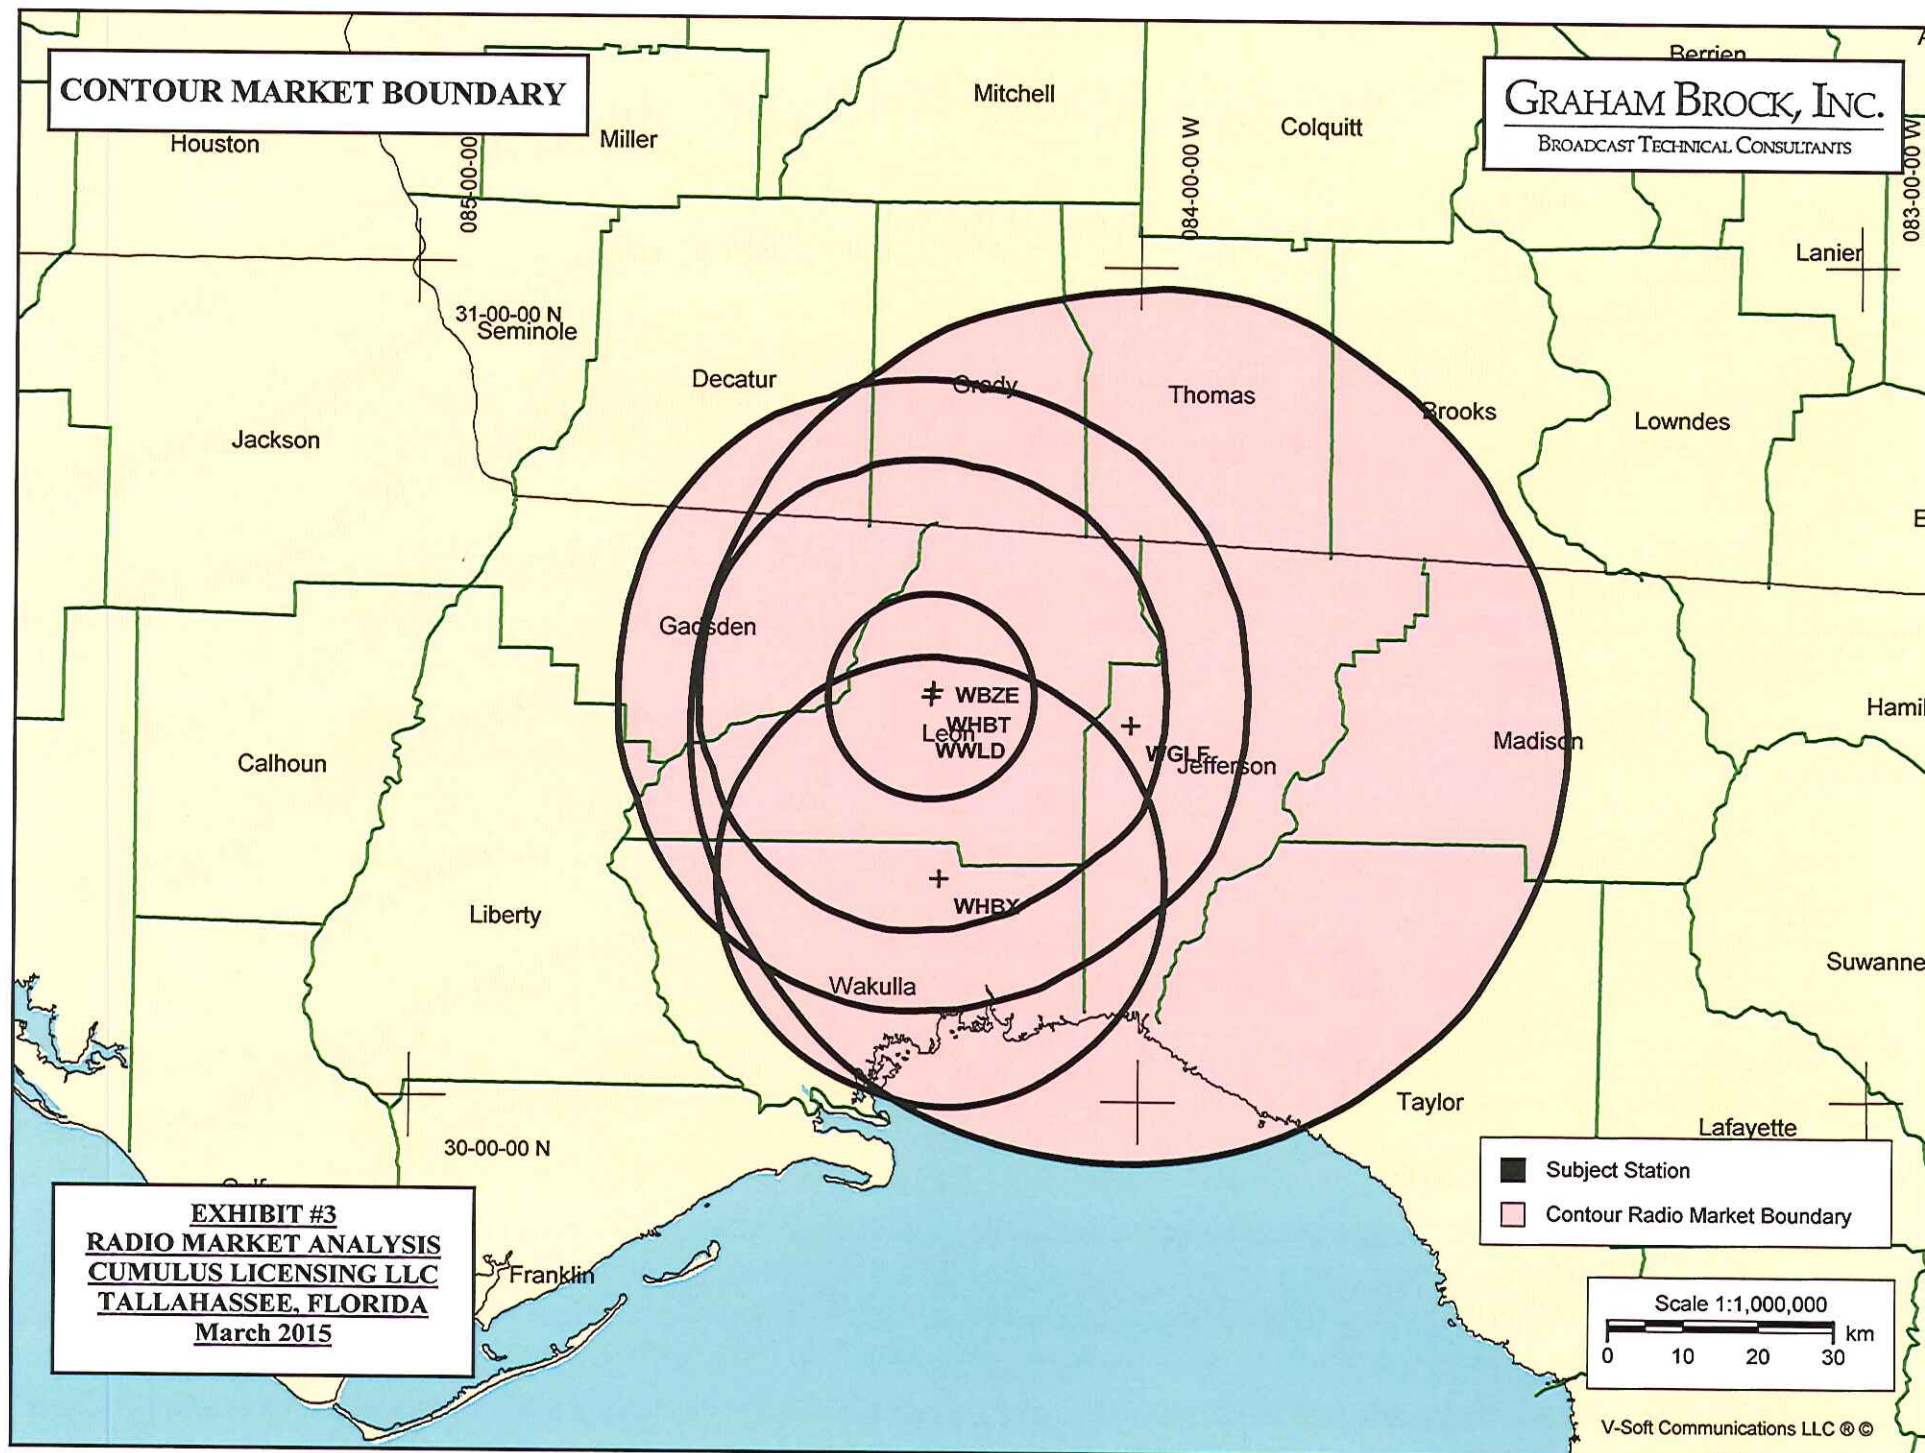 CONTOUR MARKET BOUNDARY
GRAHAM BROCK, INC.
BROADCAST TECHNICAL CONSULTANTS
Berrien
Mitchell
Colquitt
Miller
Houston
085-00-00
084-00-00 W
083-00-00 W
Lanier
31-00-00 N
Seminole
Decatur
Grady
Thomas
Brooks
Lowndes
Jackson
Gadsden
WBZE
WHBT
Leon
WWLD
WGLF
Jefferson
Madison
Hamil
Calhoun
Liberty
WHBX
Wakulla
Suwanne
Taylor
Lafayette
30-00-00 N
Franklin
EXHIBIT #3
RADIO MARKET ANALYSIS
CUMULUS LICENSING LLC
TALLAHASSEE, FLORIDA
March 2015
Subject Station
Contour Radio Market Boundary
Scale 1:1,000,000
km
0 10 20 30
V-Soft Communications LLC ® ©